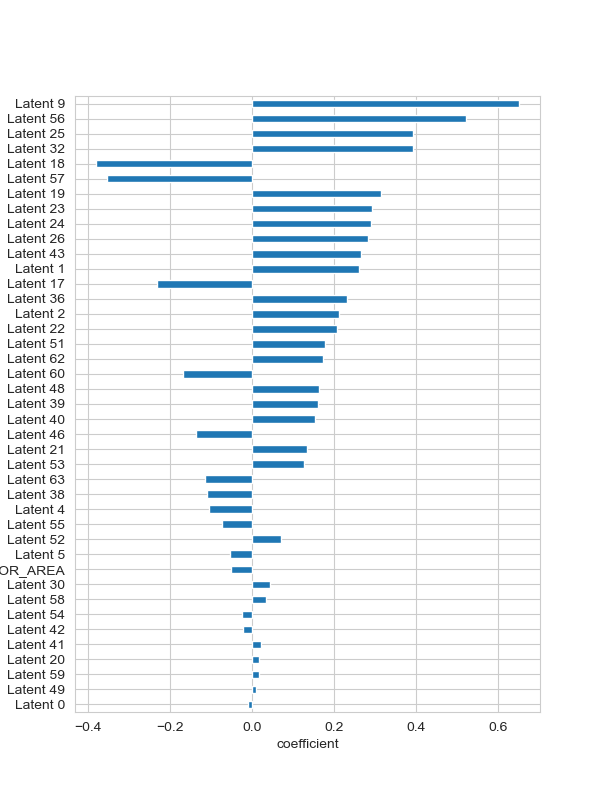 Latent 9
Latent 56
Latent 25
Latent 32
Latent 18
Latent 57
Latent 19
Latent 23
Latent 24
Latent 26
Latent 43
Latent 1
Latent 17
Latent 36
Latent 2
Latent 22
Latent 51
Latent 62
Latent 60
Latent 48
Latent 39
Latent 40
Latent 46
Latent 21
Latent 53
Latent 63
Latent 38
Latent 4
Latent 55
Latent 52
Latent 5
OR_AREA
Latent 30
Latent 58
Latent 54
Latent 42
Latent 41
Latent 20
Latent 59
Latent 49
Latent 0
−0.4 −0.2 0.0 0.2 0.4 0.6
coefficient